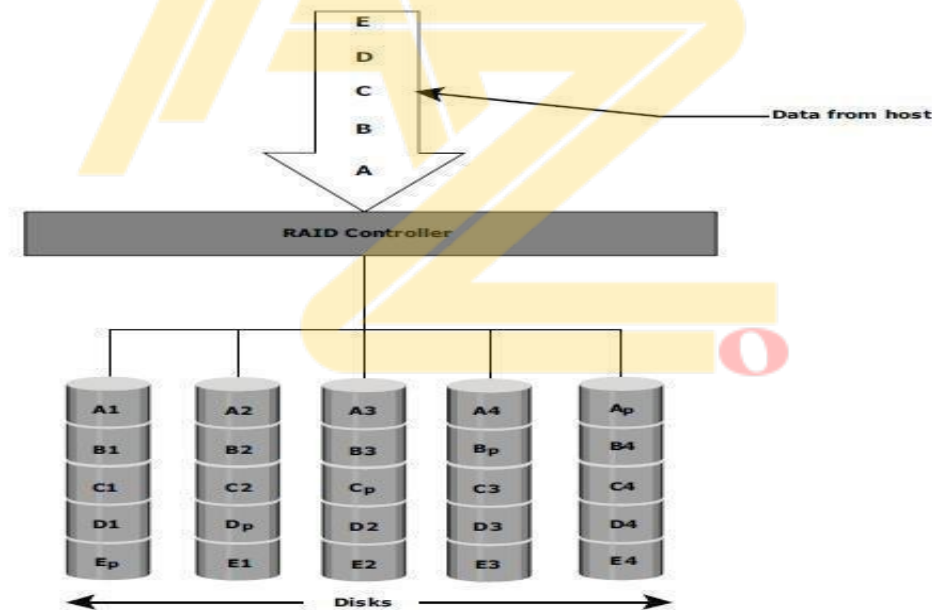 E
D
C
B
A
Data from host
RAID Controller
A1 A2 A3 A4 Ap
B1 B2 B3 Bp B4
C1 C2 Cp C3 C4
D1 Dp D2 D3 D4
Ep E1 E2 E3 E4
Disks